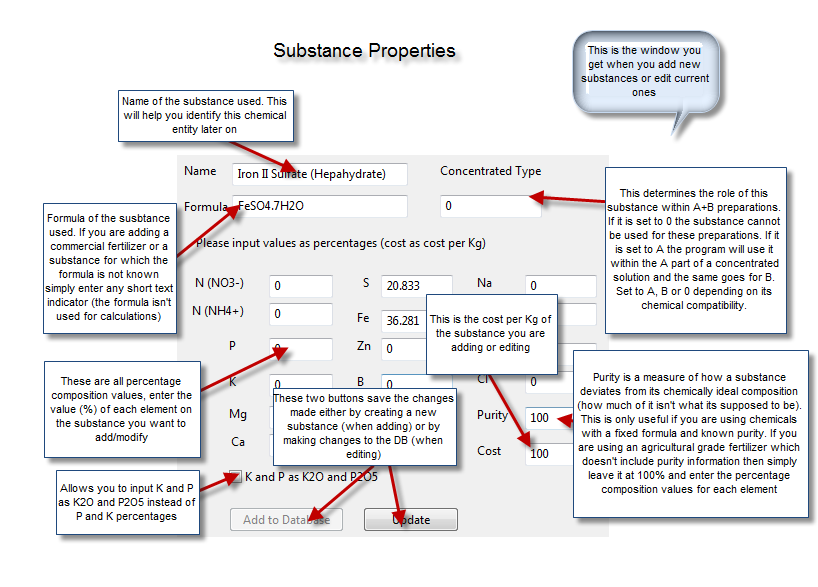 Substance Properties
This is the window you
get when you add new
substances or edit current
ones
Name of the substance used. This
will help you identify this chemical
entity later on
Name
Iron II Sulfate (Hepahydrate)
Concentrated Type
Formula
FeSO4.7H2O
0
This determines the role of this
substance within A+B preparations.
If it is set to 0 the substance cannot
be used for these preparations. If it
is set to A the program will use it
within the A part of a concentrated
solution and the same goes for B.
Set to A, B or 0 depending on its
chemical compatibility.
Formula of the susbtance
used. If you are adding a
commercial fertilizer or a
substance for which the
formula is not known
simply enter any short text
indicator (the formula isn't
used for calculations)
Please input values as percentages (cost as cost per Kg)
N (NO3-)
0
S
20.833
Na
0
N (NH4+)
0
Fe
36.281
This is the cost per Kg of
the substance you are
adding or editing
P
0
Zn
0
These are all percentage
composition values, enter the
value (%) of each element on
the substance you want to
add/modify
K
0
B
0
Cl
0
Purity is a measure of how a substance
deviates from its chemically ideal composition
(how much of it isn't what its supposed to be).
This is only useful if you are using chemicals
with a fixed formula and known purity. If you
are using an agricultural grade fertilizer which
doesn't include purity information then simply
leave it at 100% and enter the percentage
composition values for each element
These two buttons save the changes
made either by creating a new
substance (when adding) or by
making changes to the DB (when
editing)
Mg
Purity
100
Ca
Cost
100
K and P as K2O and P2O5
Allows you to input K and P
as K2O and P2O5 instead of
P and K percentages
Add to Database
Update